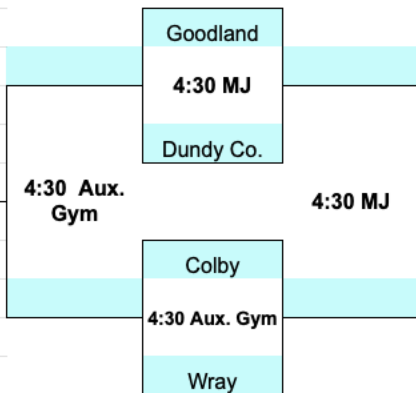 Goodland
4:30 MJ
Dundy Co.
4:30 Aux.
Gym
4:30 MJ
Colby
4:30 Aux. Gym
Wray